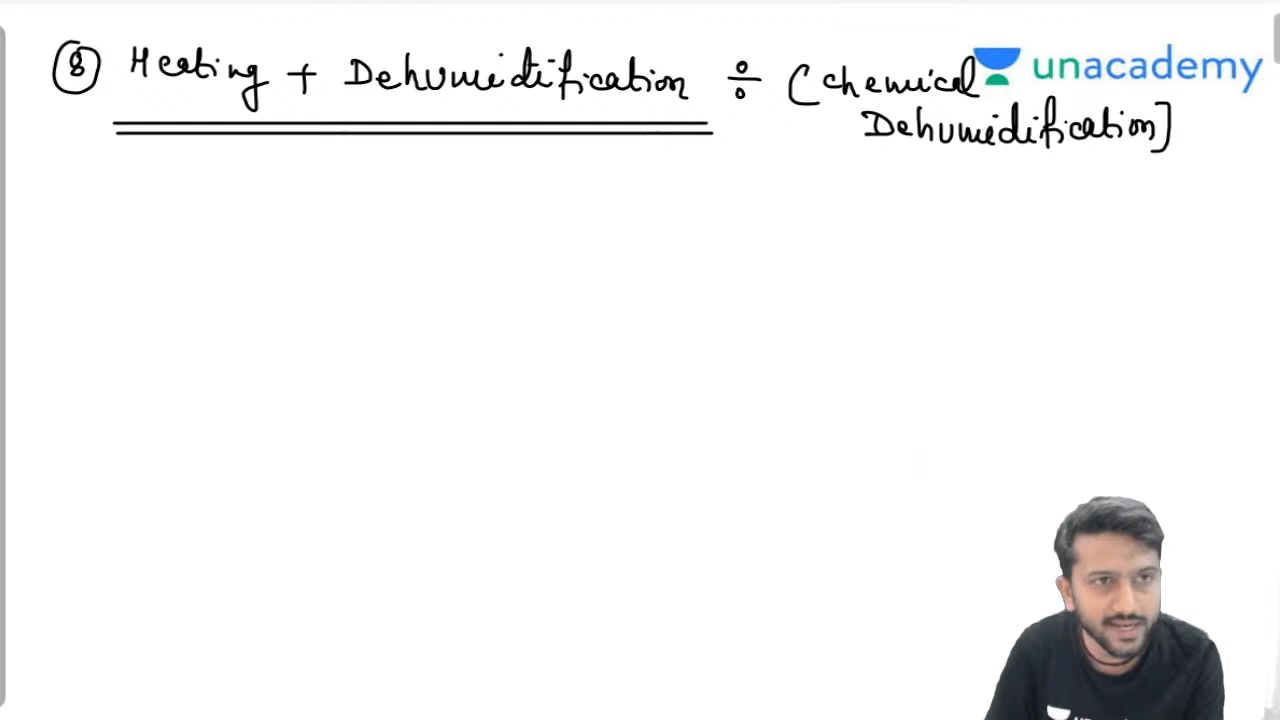 ⑧ Heating + Dehumidification ÷ (chemical
Dehumidification]
unacademy